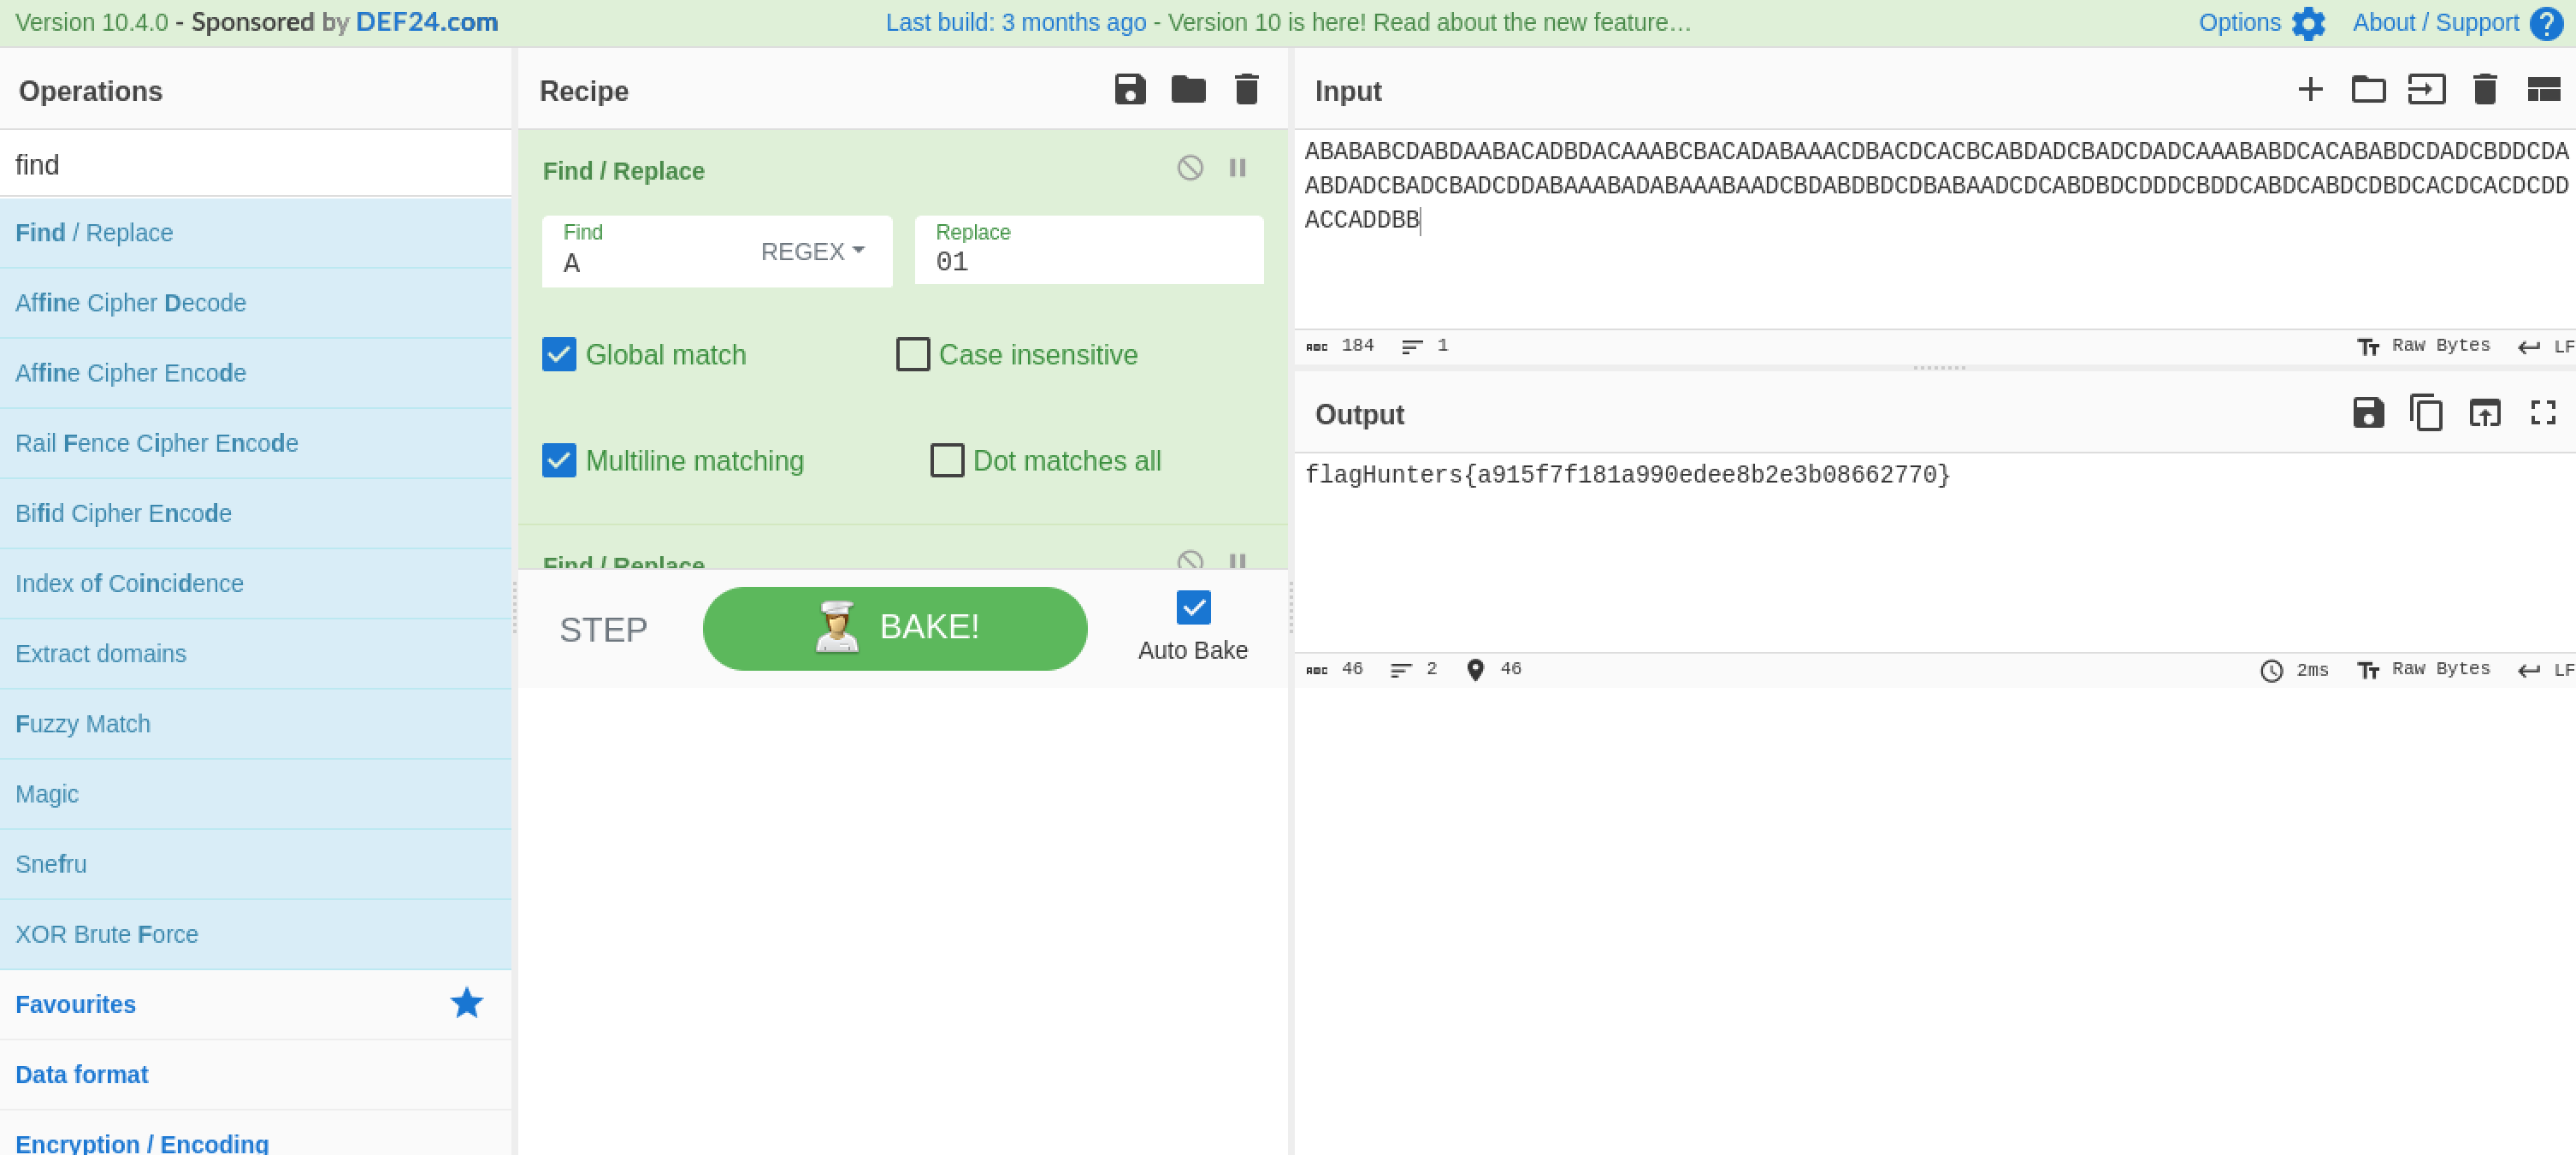 Version 10.4.0 - Sponsored by DEF24.com
Last build: 3 months ago - Version 10 is here! Read about the new feature…
Options
About / Support
Operations
find
Find / Replace
Affine Cipher Decode
Affine Cipher Encode
Rail Fence Cipher Encode
Bifid Cipher Encode
Index of Coincidence
Extract domains
Fuzzy Match
Magic
Snefru
XOR Brute Force
Favourites
Data format
Encryption / Encoding
Recipe
Find / Replace
Find
A
REGEX
Replace
01
Global match
Case insensitive
Multiline matching
Dot matches all
Find / Replace
STEP
BAKE!
Auto Bake
Input
ABABABCDABDAABACADBDACAAABCBACADABAAACDBACDCACBCABDADCBADCDADCAAABABDCACABABDCDADCBDDCDA
ABDADCBADCBADCDDABAAABADABAAABAADCBDABDBDCDBABAADCDCABDBDCDDDCBDDCABDCABDCDBDCACDCACDCDD
ACCADDBB
ABC 184 1
Raw Bytes LF
Output
flagHunters{a915f7f181a990edee8b2e3b08662770}
ABC 46 2 46
2ms Raw Bytes LF